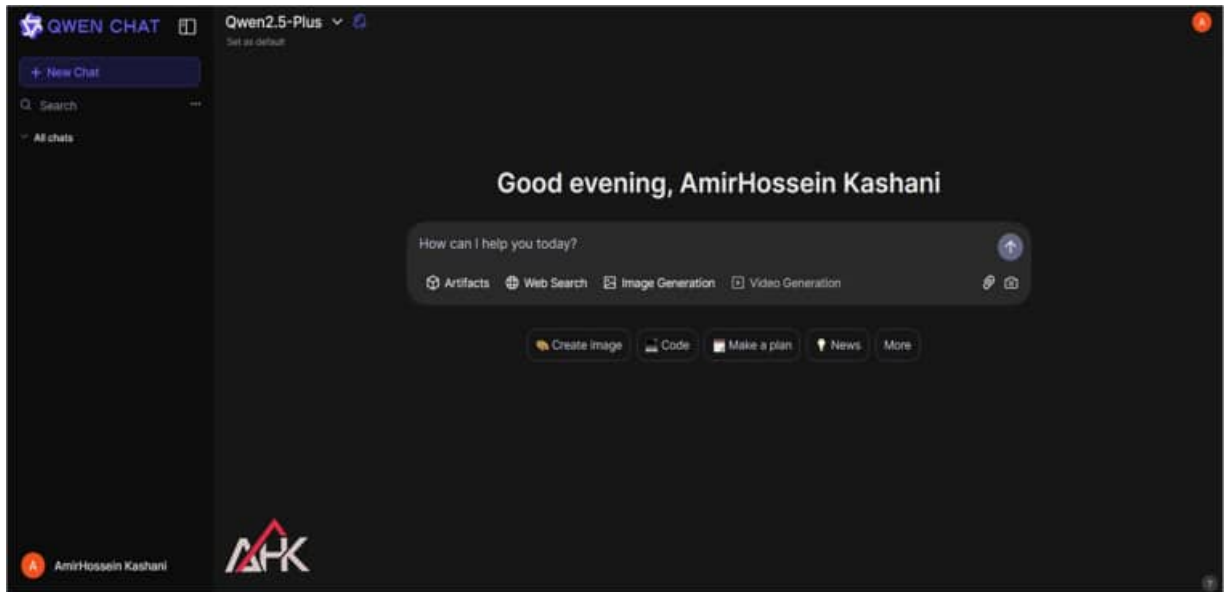 QWEN CHAT
+ New Chat
Search
All chats
AmirHossein Kashani
A
Qwen2.5-Plus
Set as default
A
Good evening, AmirHossein Kashani
How can I help you today?
Artifacts Web Search Image Generation Video Generation
Create image Code Make a plan News More
AHK
?